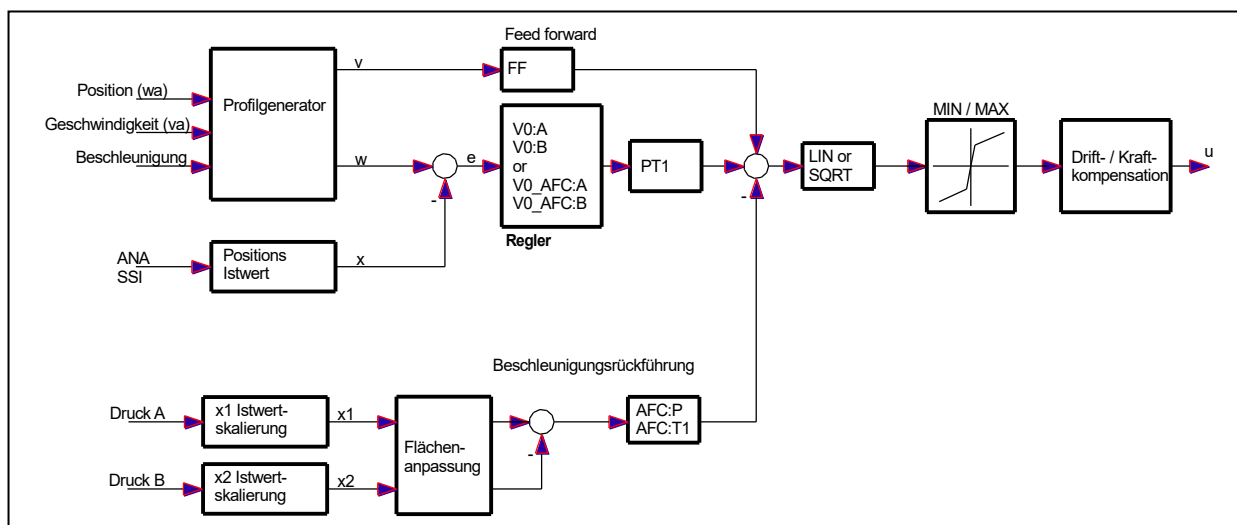 Feed forward
v
FF
Position (wa)
Geschwindigkeit (va)
Beschleunigung
Profilgenerator
w
-
e
V0:A
V0:B
or
V0_AFC:A
V0_AFC:B
Regler
PT1
-
LIN or
SQRT
MIN / MAX
Drift- / Kraft-
kompensation
u
ANA
SSI
Positions
Istwert
x
Beschleunigungsrückführung
Druck A
x1 Istwert-
skalierung
x1
Druck B
x2 Istwert-
skalierung
x2
Flächen-
anpassung
-
AFC:P
AFC:T1